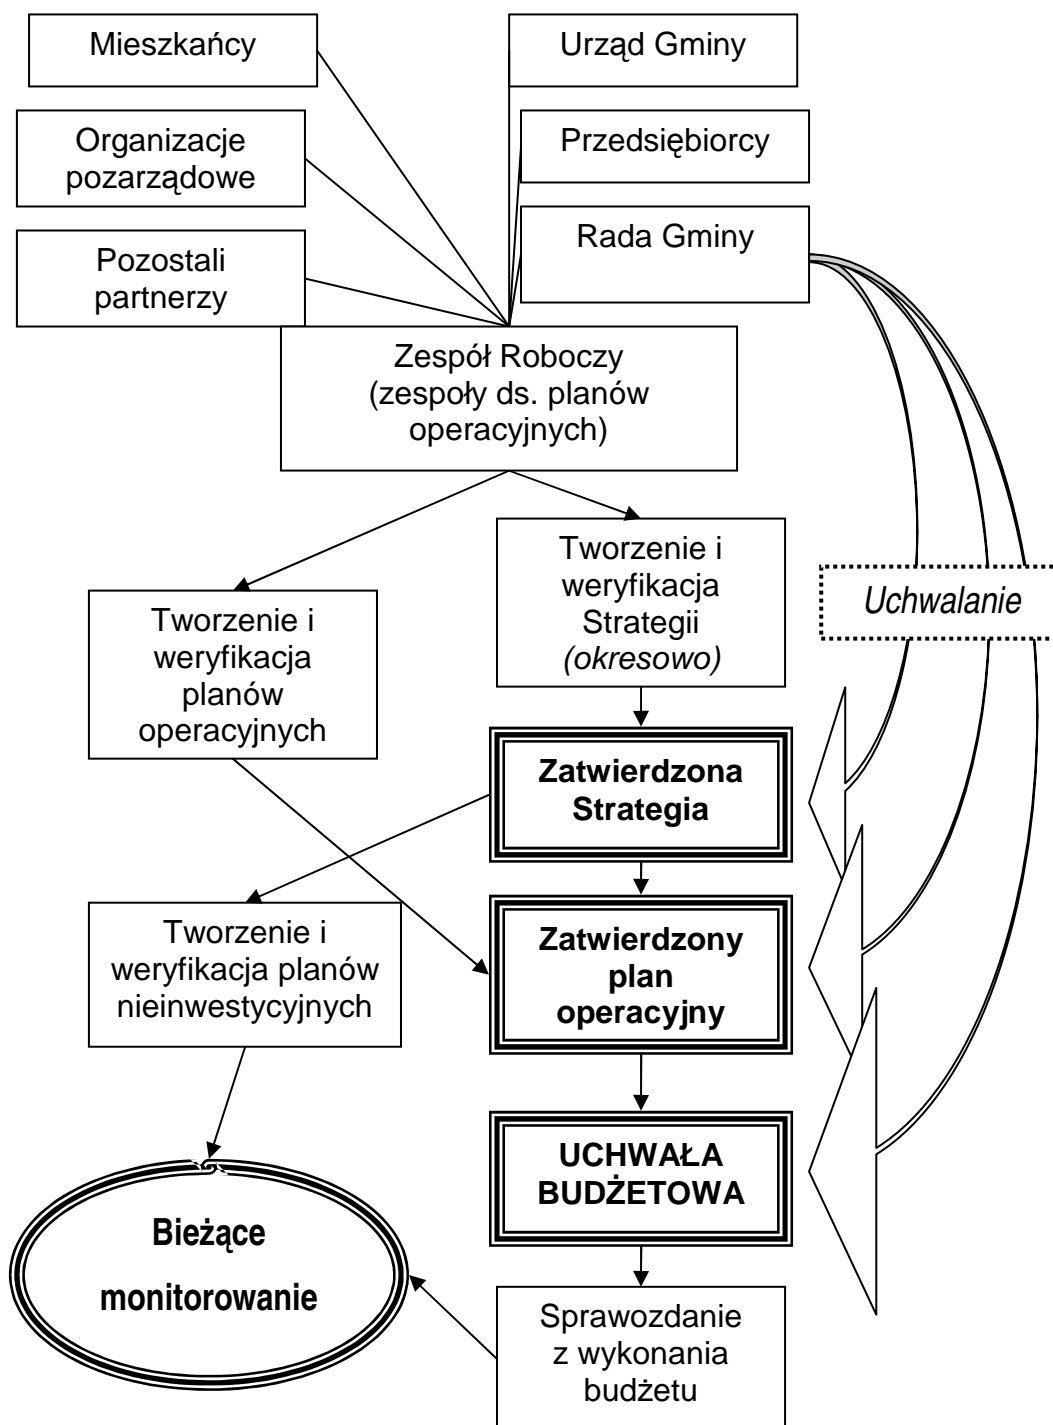 Mieszkańcy
Urząd Gminy
Organizacje
pozarządowe
Przedsiębiorcy
Pozostali
partnerzy
Rada Gminy
Zespół Roboczy
(zespoły ds. planów
operacyjnych)
Tworzenie i
weryfikacja
Strategii
(okresowo)
Uchwalanie
Tworzenie i
weryfikacja
planów
operacyjnych
Zatwierdzona
Strategia
Tworzenie i
weryfikacja planów
nieinwestycyjnych
Zatwierdzony
plan
operacyjny
UCHWAŁA
BUDŻETOWA
Bieżące
monitorowanie
Sprawozdanie
z wykonania
budżetu